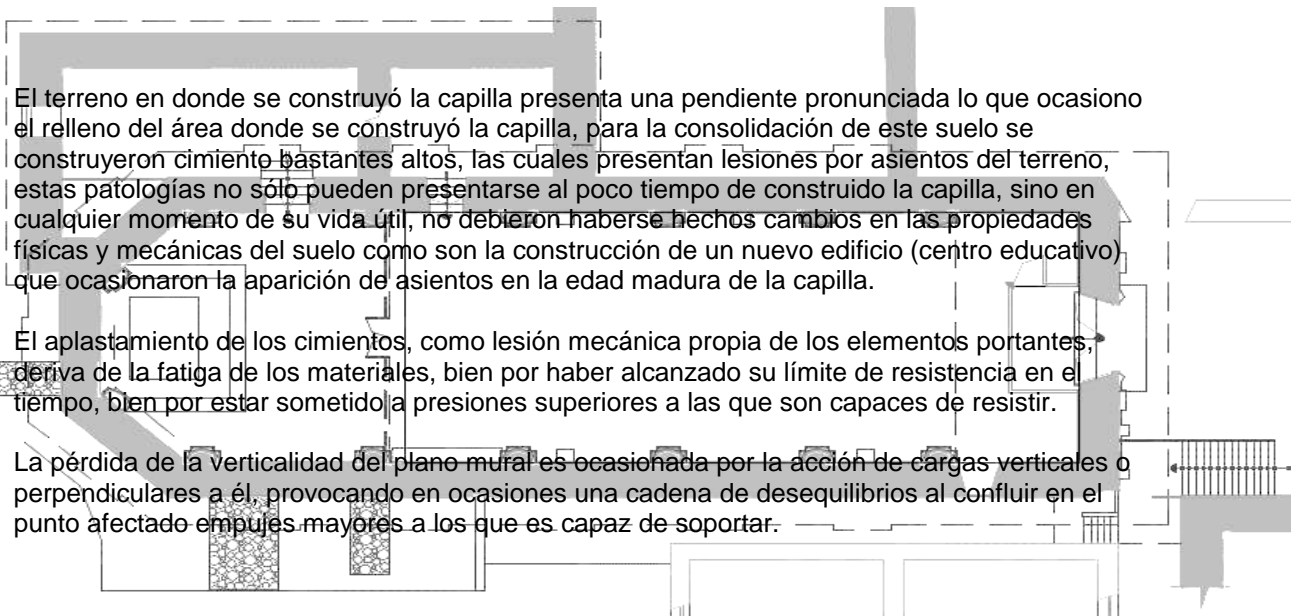 El terreno en donde se construyó la capilla presenta una pendiente pronunciada lo que ocasiono
el relleno del área donde se construyó la capilla, para la consolidación de este suelo se
construyeron cimiento bastantes altos, las cuales presentan lesiones por asientos del terreno,
estas patologías no sólo pueden presentarse al poco tiempo de construido la capilla, sino en
cualquier momento de su vida útil, no debieron haberse hechos cambios en las propiedades
físicas y mecánicas del suelo como son la construcción de un nuevo edificio (centro educativo)
que ocasionaron la aparición de asientos en la edad madura de la capilla.
El aplastamiento de los cimientos, como lesión mecánica propia de los elementos portantes,
deriva de la fatiga de los materiales, bien por haber alcanzado su límite de resistencia en el
tiempo, bien por estar sometido a presiones superiores a las que son capaces de resistir.
La pérdida de la verticalidad del plano mural es ocasionada por la acción de cargas verticales o
perpendiculares a él, provocando en ocasiones una cadena de desequilibrios al confluir en el
punto afectado empujes mayores a los que es capaz de soportar.